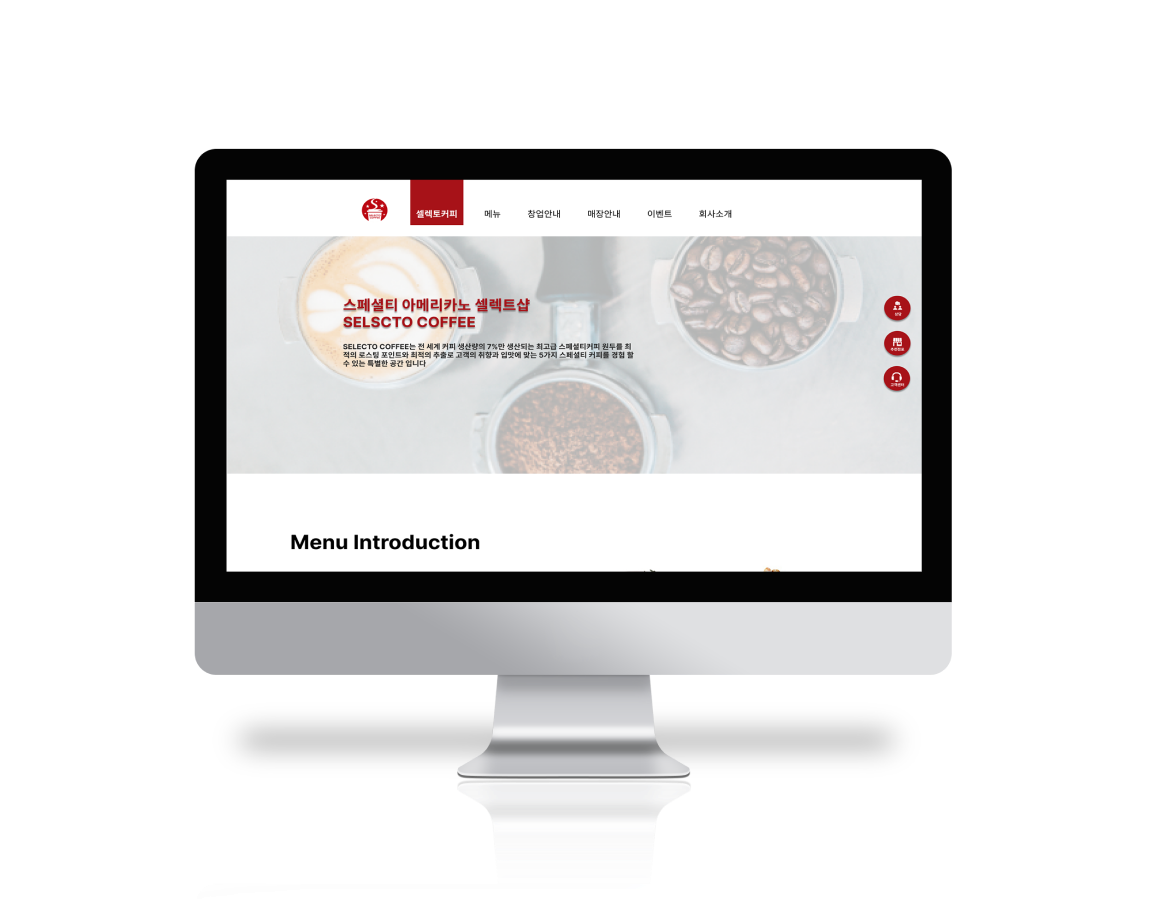 셀렉토커피
메뉴
창업안내
매장안내
이벤트
회사소개
스페셜티 아메리카노 셀렉트샵
SELSCTO COFFEE
SELECTO COFFEE는 전 세계 커피 생산량의 7%만 생산되는 최고급 스페셜티커피 원두를 최
적의 로스팅 포인트와 최적의 추출로 고객의 취향과 입맛에 맞는 5가지 스페셜티 커피를 경험 할
수 있는 특별한 공간 입니다
상담
고객센터
Menu Introduction